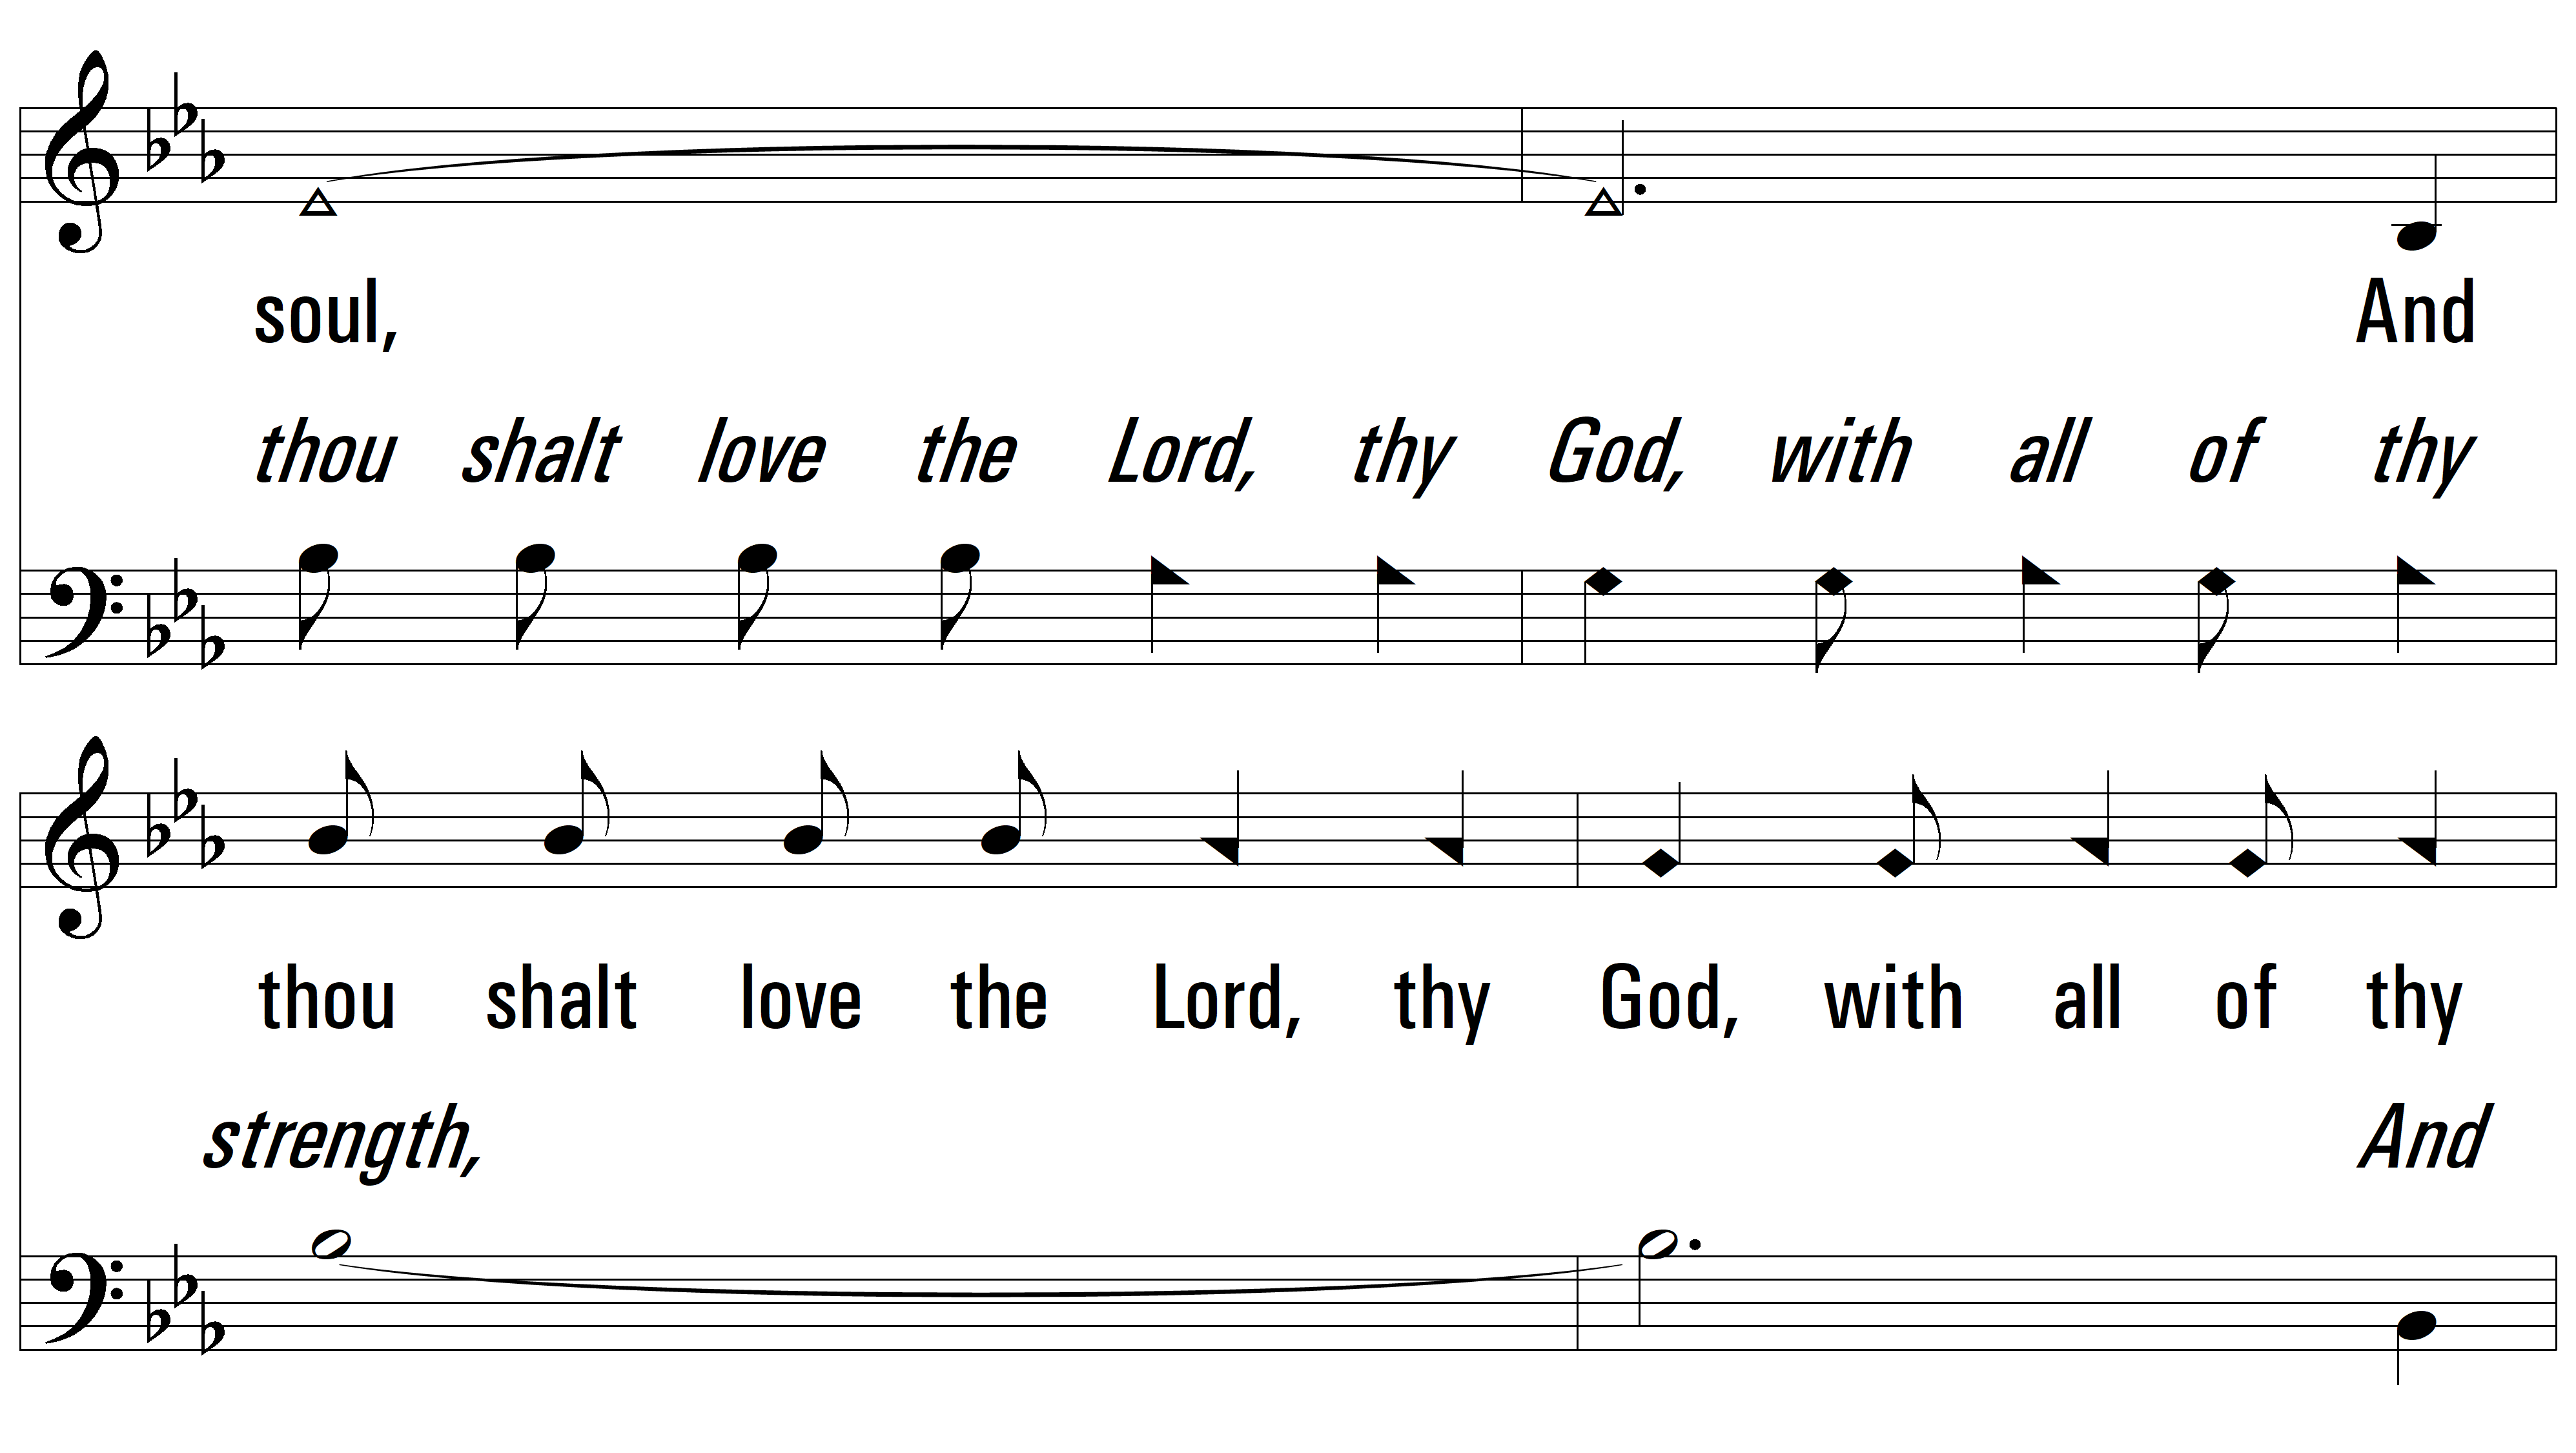 soul, And
thou shalt love the Lord, thy God, with all of thy
thou shalt love the Lord, thy God, with all of thy
strength, And